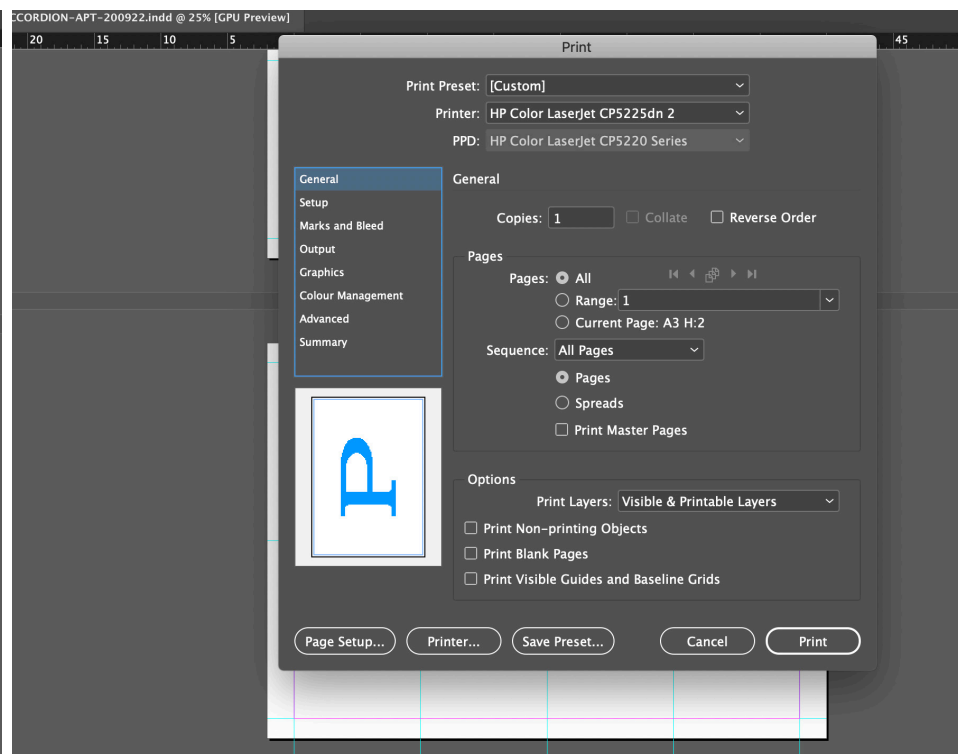 CCORDION-APT-200922.indd @ 25% [GPU Preview]
20 15 10 5 45
Print
Print Preset: [Custom]
Printer: HP Color LaserJet CP5225dn 2
PPD: HP Color LaserJet CP5220 Series
General
Setup
Marks and Bleed
Output
Graphics
Colour Management
Advanced
Summary
P
General
Copies: 1 Collate Reverse Order
Pages
Pages: All
Range: 1
Current Page: A3 H:2
Sequence: All Pages
Pages
Spreads
Print Master Pages
Options
Print Layers: Visible & Printable Layers
Print Non-printing Objects
Print Blank Pages
Print Visible Guides and Baseline Grids
Page Setup... Printer... Save Preset... Cancel Print